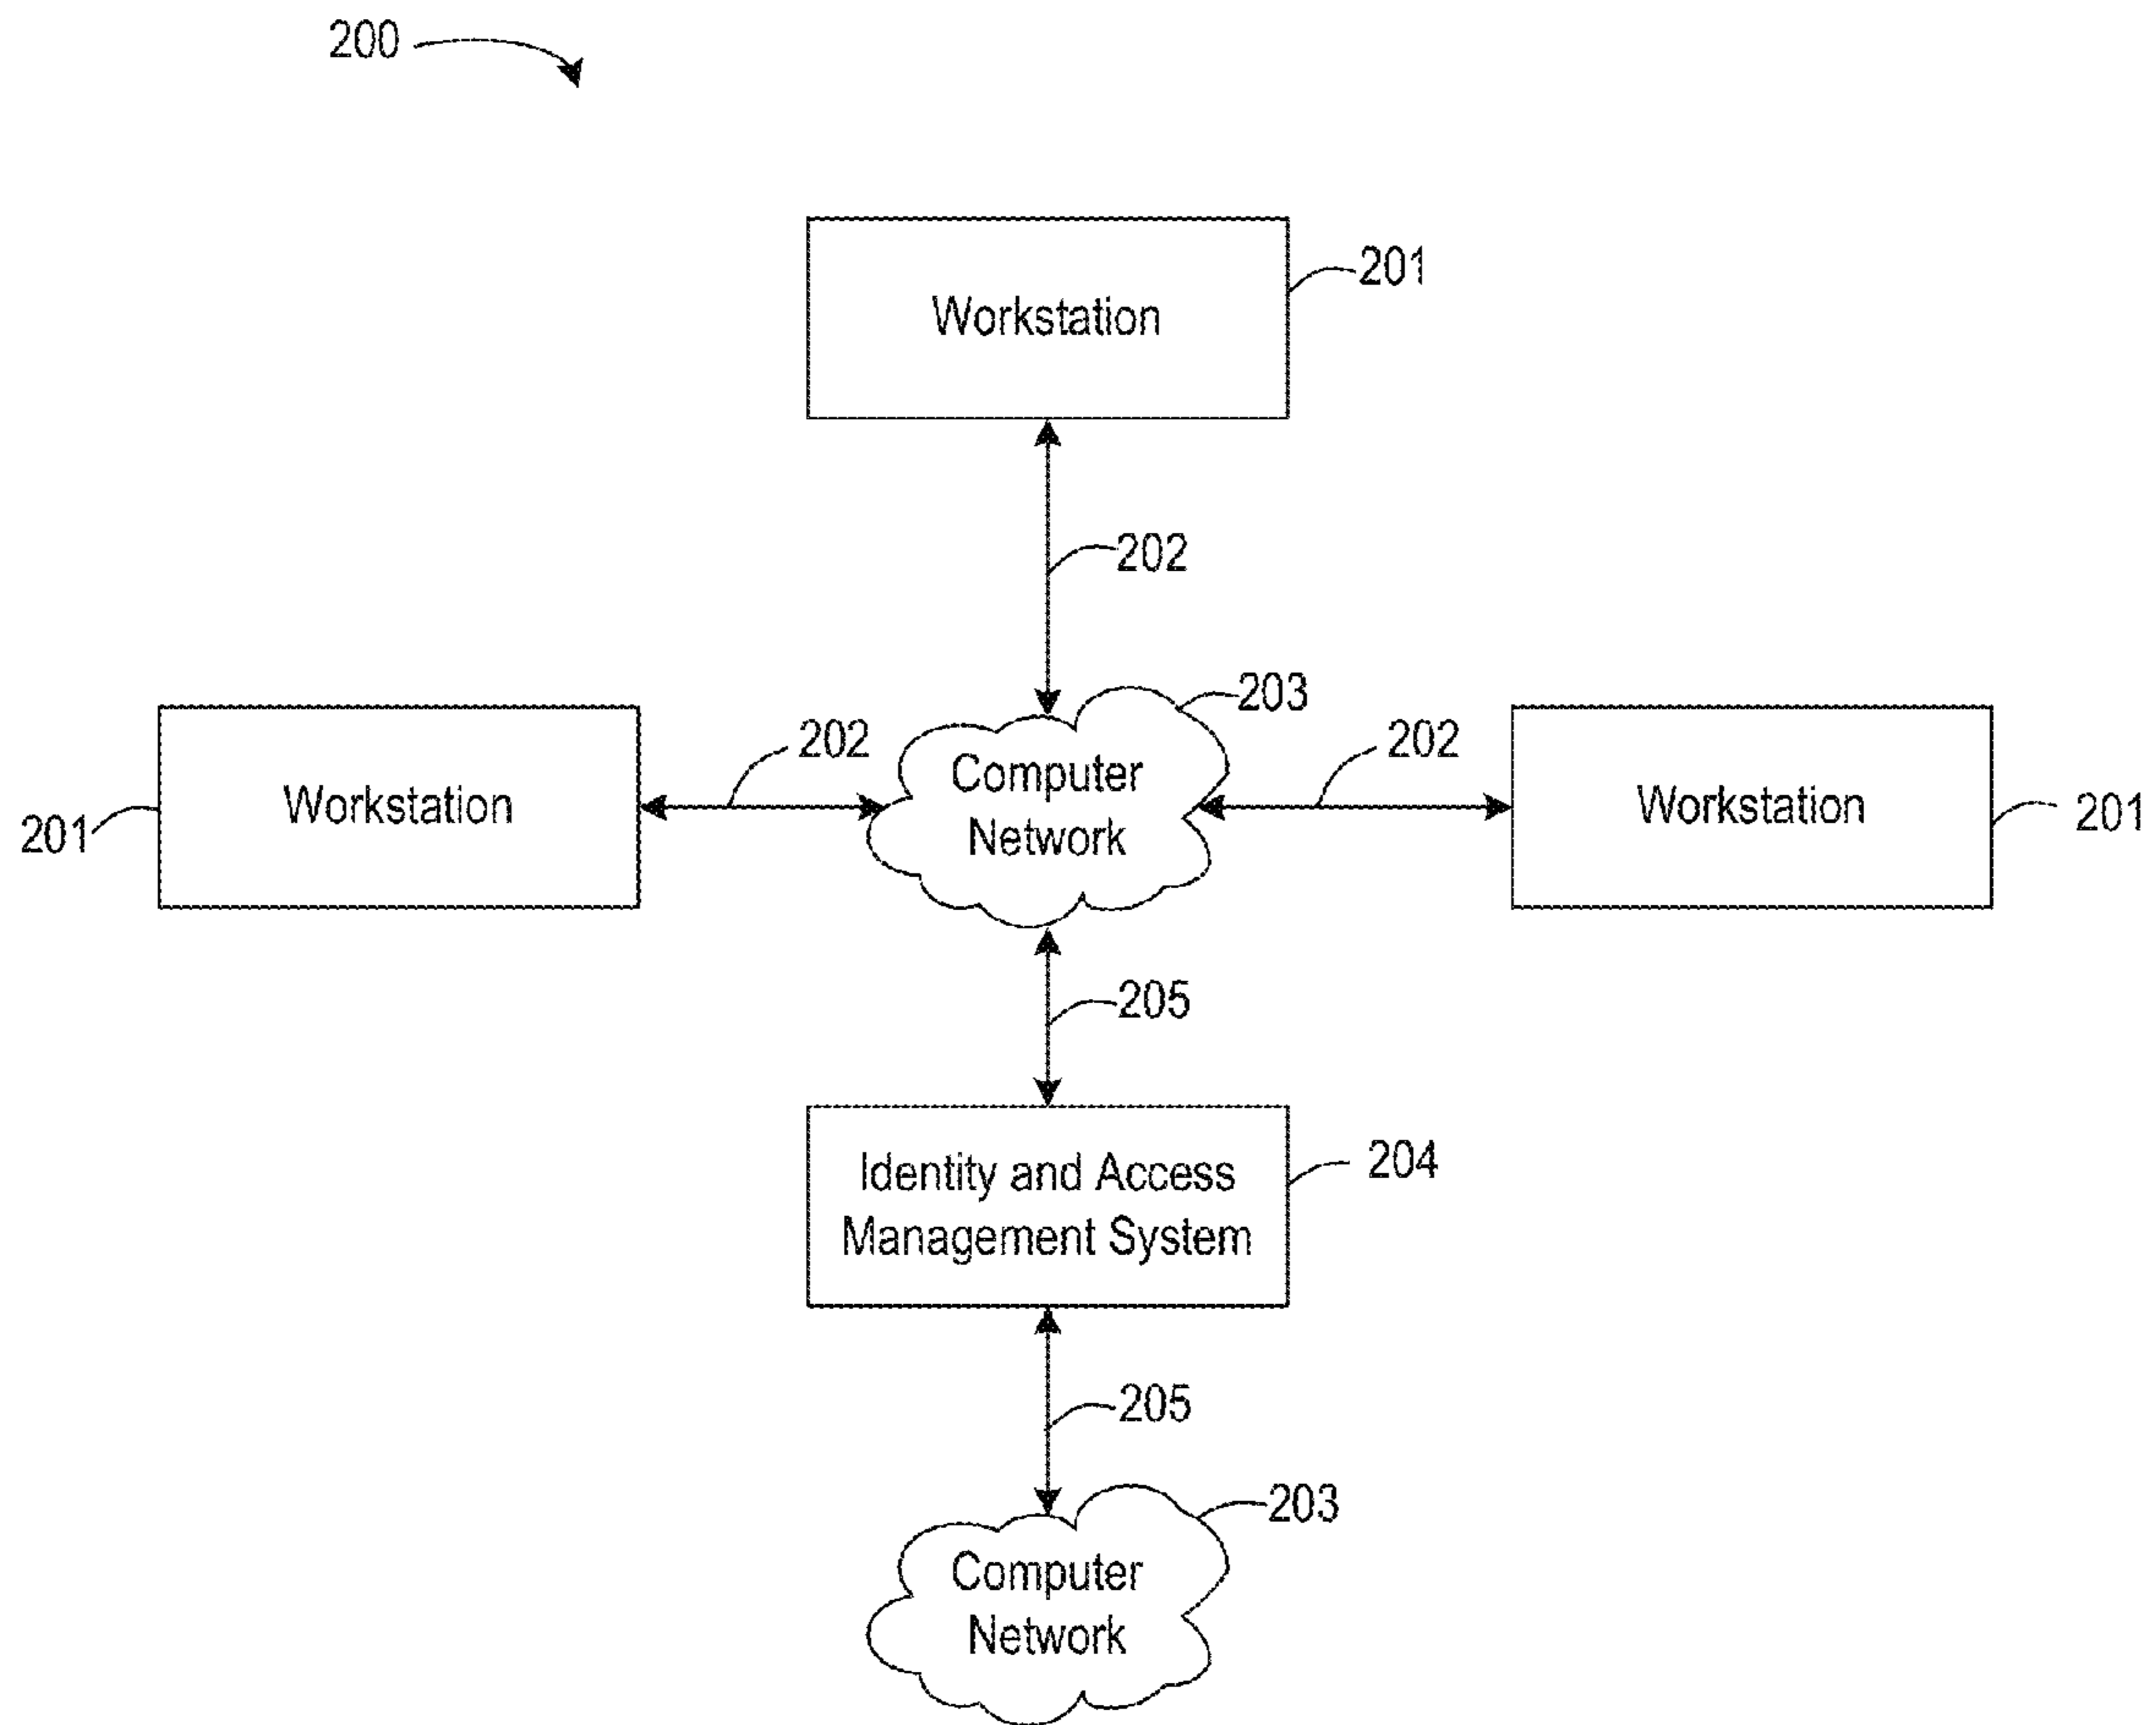 200
Workstation
201
202
203
Computer
Network
202
202
Workstation
201
Workstation
201
205
Identity and Access
Management System
204
205
203
Computer
Network